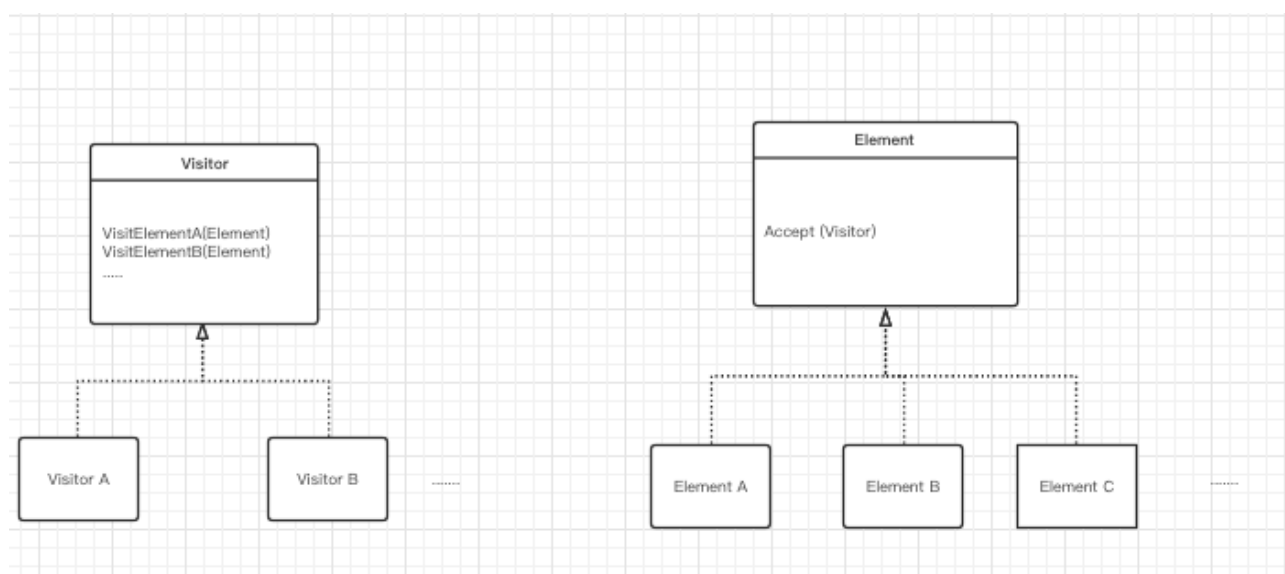 Visitor
VisitElementA(Element)
VisitElementB(Element)
......
Visitor A
Visitor B
........
Element
Accept (Visitor)
Element A
Element B
Element C
........